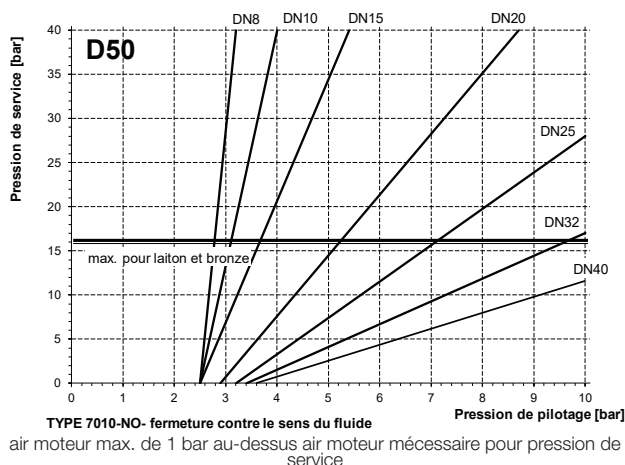 DN8
DN10
DN15
DN20
D50
DN25
DN32
DN40
Pression de service [bar]
40
35
30
25
20
15
10
5
0
max. pour laiton et bronze
0 1 2 3 4 5 6 7 8 9 10
TYPE 7010-NO- fermeture contre le sens du fluide
Pression de pilotage [bar]
air moteur max. de 1 bar au-dessus air moteur mécessaire pour pression de
service